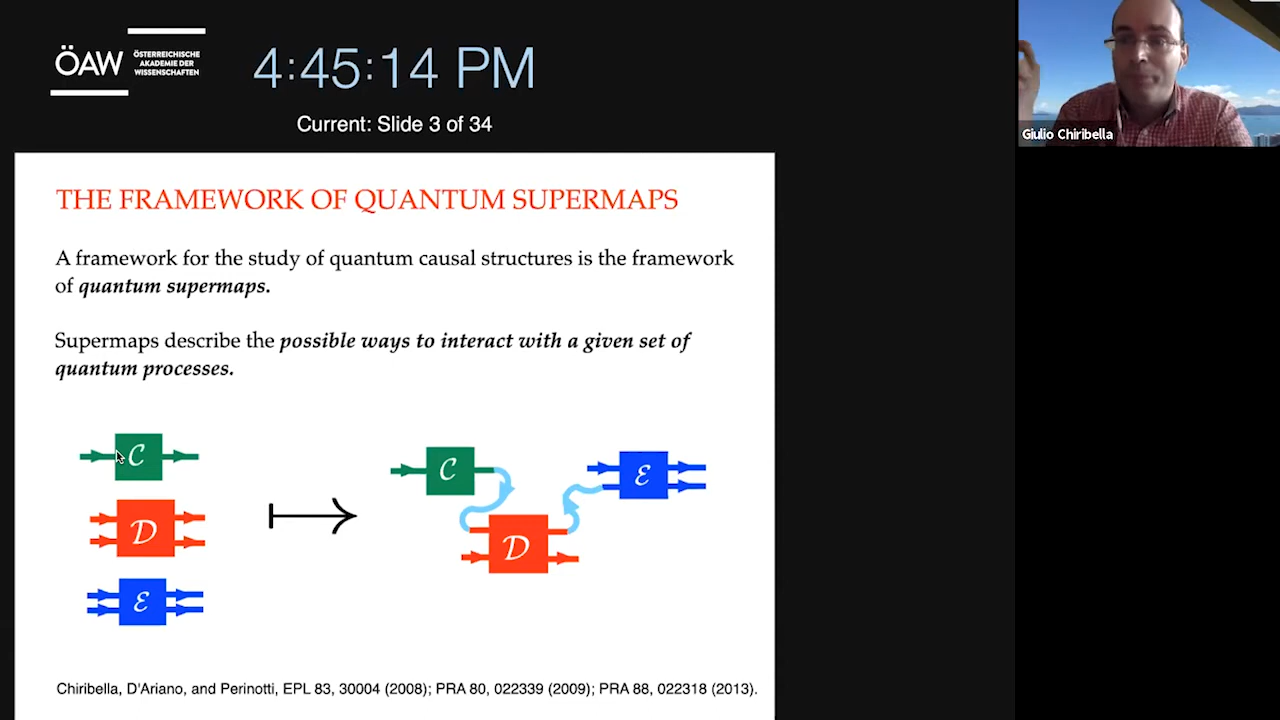 ÖAW
ÖSTERREICHISCHE
AKADEMIE DER
WISSENSCHAFTEN
4:45:14 PM
Current: Slide 3 of 34
Giulio Chiribella
THE FRAMEWORK OF QUANTUM SUPERMAPS
A framework for the study of quantum causal structures is the framework
of quantum supermaps.
Supermaps describe the possible ways to interact with a given set of
quantum processes.
C
D
E
C
D
E
Chiribella, D'Ariano, and Perinotti, EPL 83, 30004 (2008); PRA 80, 022339 (2009); PRA 88, 022318 (2013).